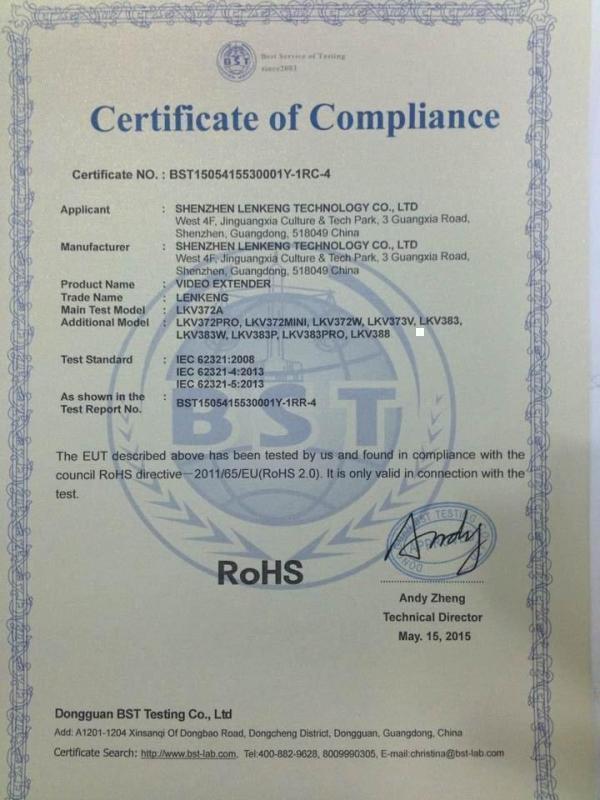 BST
Best Service of Testing
since2003
Certificate of Compliance
Certificate NO. : BST1505415530001Y-1RC-4
Applicant : SHENZHEN LENKENG TECHNOLOGY CO., LTD
West 4F, Jinguangxia Culture & Tech Park, 3 Guangxia Road,
Shenzhen, Guangdong, 518049 China
Manufacturer : SHENZHEN LENKENG TECHNOLOGY CO., LTD
West 4F, Jinguangxia Culture & Tech Park, 3 Guangxia Road,
Shenzhen, Guangdong, 518049 China
Product Name : VIDEO EXTENDER
Trade Name : LENKENG
Main Test Model : LKV372A
Additional Model : LKV372PRO, LKV372MINI, LKV372W, LKV373V, LKV383,
LKV383W, LKV383P, LKV383PRO, LKV388
Test Standard : IEC 62321:2008
IEC 62321-4:2013
IEC 62321-5:2013
As shown in the :
Test Report No. BST1505415530001Y-1RR-4
BST
The EUT described above has been tested by us and found in compliance with the
council RoHS directive—2011/65/EU(RoHS 2.0). It is only valid in connection with the
test.
RoHS
Andy
Andy Zheng
Technical Director
May. 15, 2015
Dongguan BST Testing Co., Ltd
Add: A1201-1204 Xinsanqi Of Dongbao Road, Dongcheng District, Dongguan, Guangdong, China
Certificate Search: http://www.bst-lab.com, Tel:400-882-9628, 8009990305, E-mail:christina@bst-lab.com